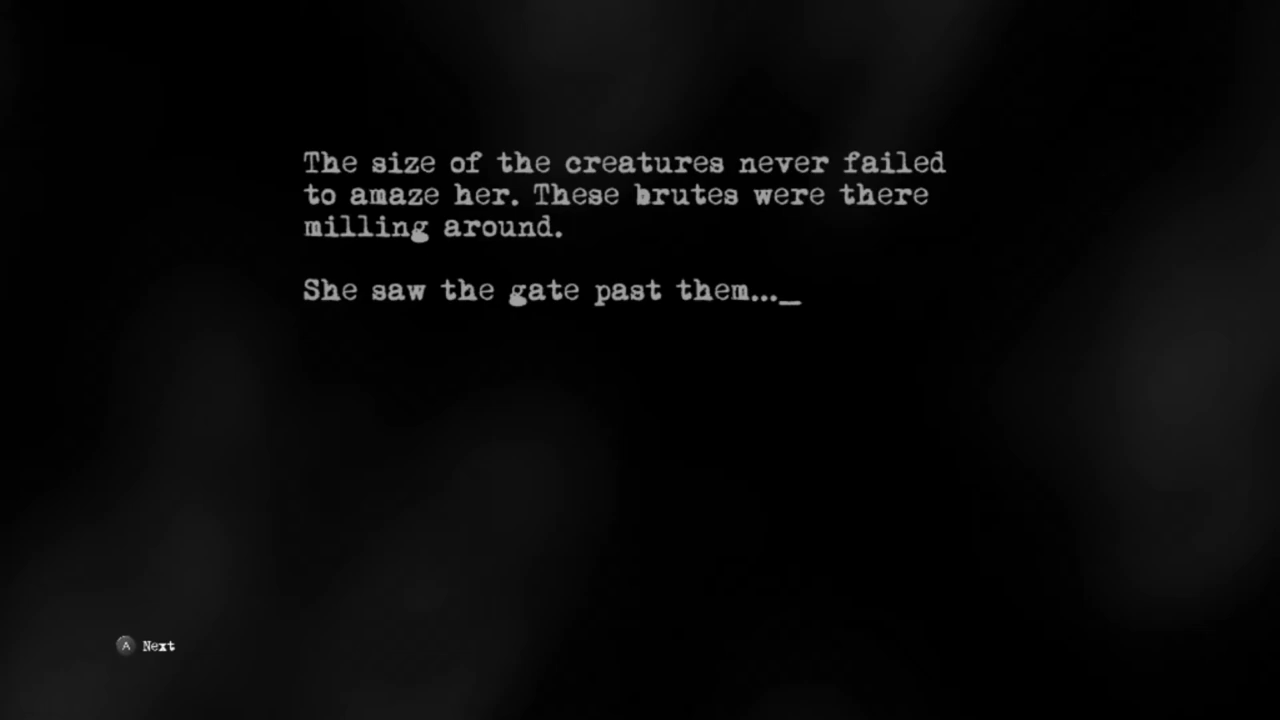 The size of the creatures never failed
to amaze her. These brutes were there
milling around.
She saw the gate past them..._
A Next